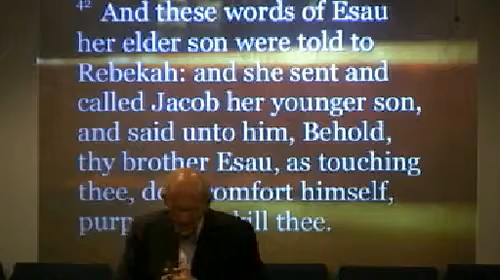 42 And these words of Esau
her elder son were told to
Rebekah: and she sent and
called Jacob her younger son,
and said unto him, Behold,
thy brother Esau, as touching
thee, comfort himself,
thee.